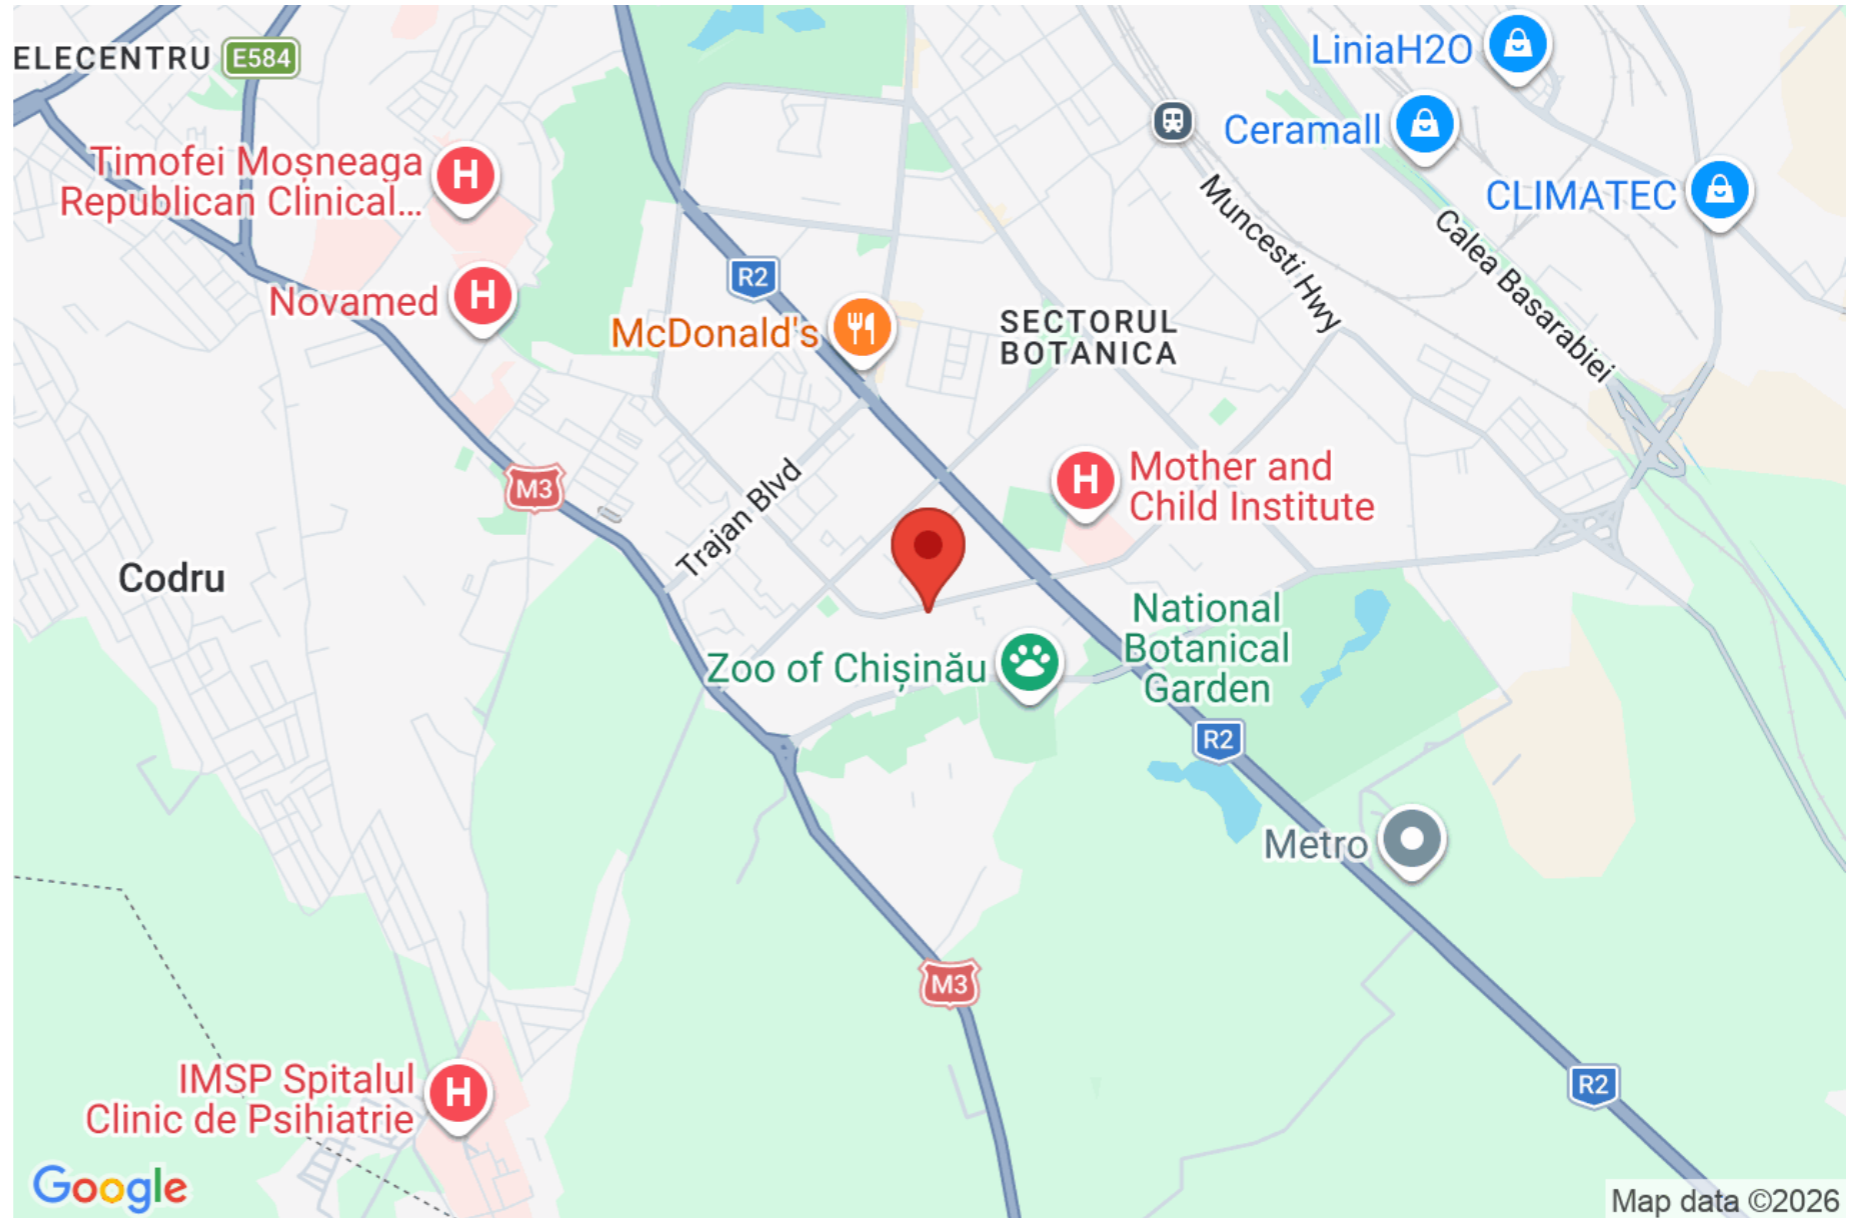 ELECENTRU
E584
LiniaH2O
Ceramall
Timofei Moșneaga
Republican Clinical...
CLIMATEC
Muncesti Hwy
Calea Basarabiei
R2
Novamed
McDonald's
SECTORUL
BOTANICA
M3
Trajan Blvd
Mother and
Child Institute
Codru
National
Botanical
Garden
Zoo of Chișinău
R2
Metro
M3
IMSP Spitalul
Clinic de Psihiatrie
R2
Google
Map data ©2026